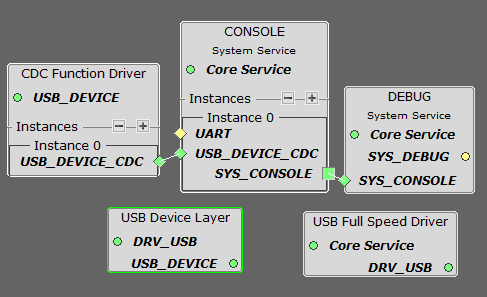 CONSOLE
System Service
Core Service
Instances
Instance 0
UART
USB_DEVICE_CDC
SYS_CONSOLE
CDC Function Driver
USB_DEVICE
Instances
Instance 0
USB_DEVICE_CDC
DEBUG
System Service
Core Service
SYS_DEBUG
SYS_CONSOLE
USB Device Layer
DRV_USB
USB_DEVICE
USB Full Speed Driver
Core Service
DRV_USB